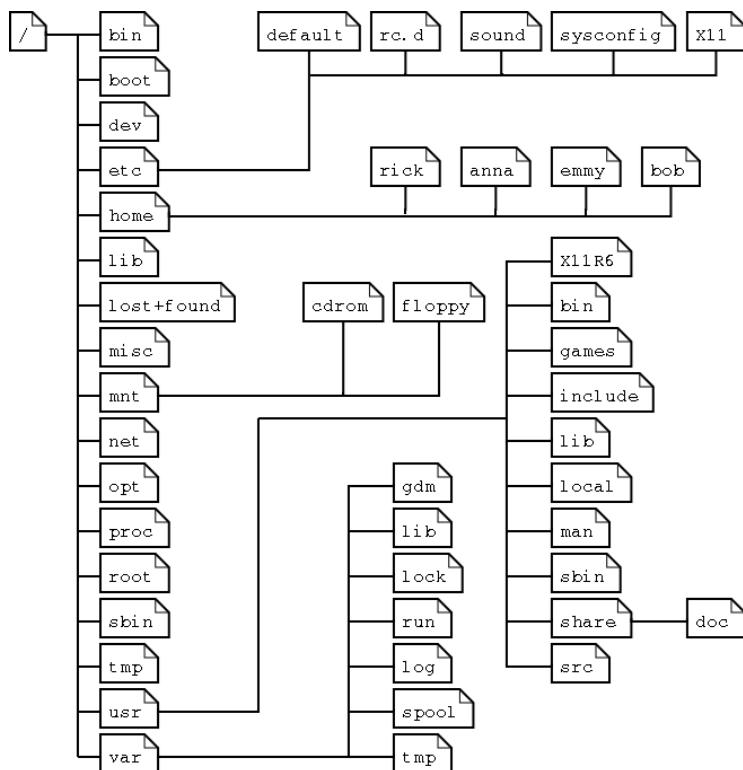 / bin default rc.d sound sysconfig X11
boot
dev
etc rick anna emmy bob
home
lib X11R6
lost+found cdrom floppy bin
misc games
mnt include
net lib
opt gdm local
proc lib man
root lock sbin
sbin run share doc
tmp log src
usr spool
var tmp